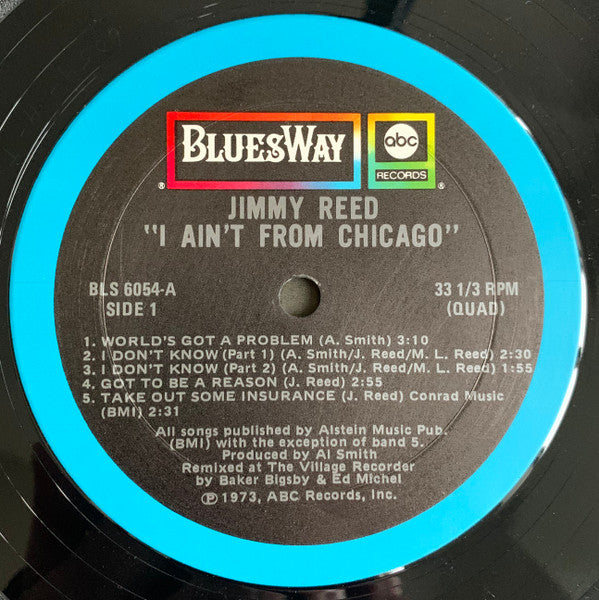 BLUESWAY
abc
RECORDS
® ®
JIMMY REED
"I AIN'T FROM CHICAGO"
BLS 6054-A 33 1/3 RPM
SIDE 1 (QUAD)
1. WORLD'S GOT A PROBLEM (A. Smith) 3:10
2. I DON'T KNOW (Part 1) (A. Smith/J. Reed/M. L. Reed) 2:30
3. I DON'T KNOW (Part 2) (A. Smith/J. Reed/M. L. Reed) 1:55
4. GOT TO BE A REASON (J. Reed) 2:55
5. TAKE OUT SOME INSURANCE (J. Reed) Conrad Music
(BMI) 2:31
All songs published by Alstein Music Pub.
(BMI) with the exception of band 5.
Produced by Al Smith
Remixed at The Village Recorder
by Baker Bigsby & Ed Michel
℗ 1973, ABC Records, Inc.